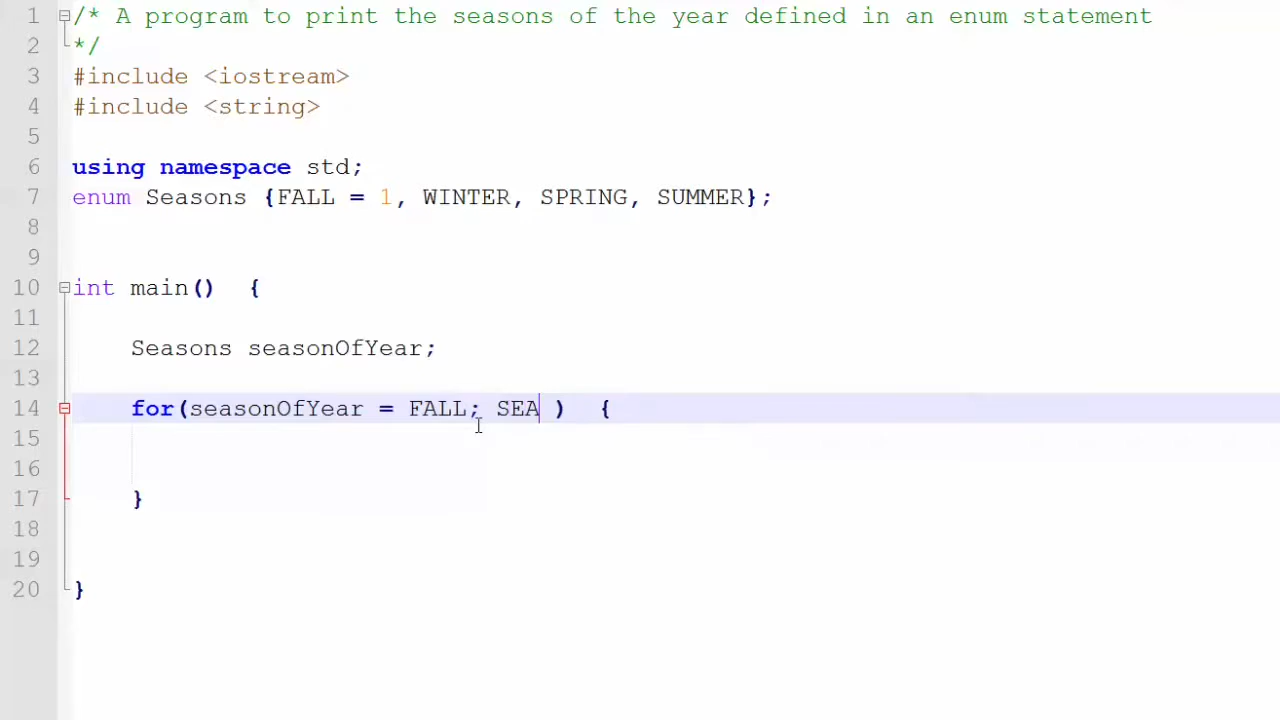 1 /* A program to print the seasons of the year defined in an enum statement
2 */
3 #include <iostream>
4 #include <string>
5
6 using namespace std;
7 enum Seasons {FALL = 1, WINTER, SPRING, SUMMER};
8
9
10 int main()  {
11
12     Seasons seasonOfYear;
13
14     for(seasonOfYear = FALL; SEA )  {
15
16
17     }
18
19
20 }